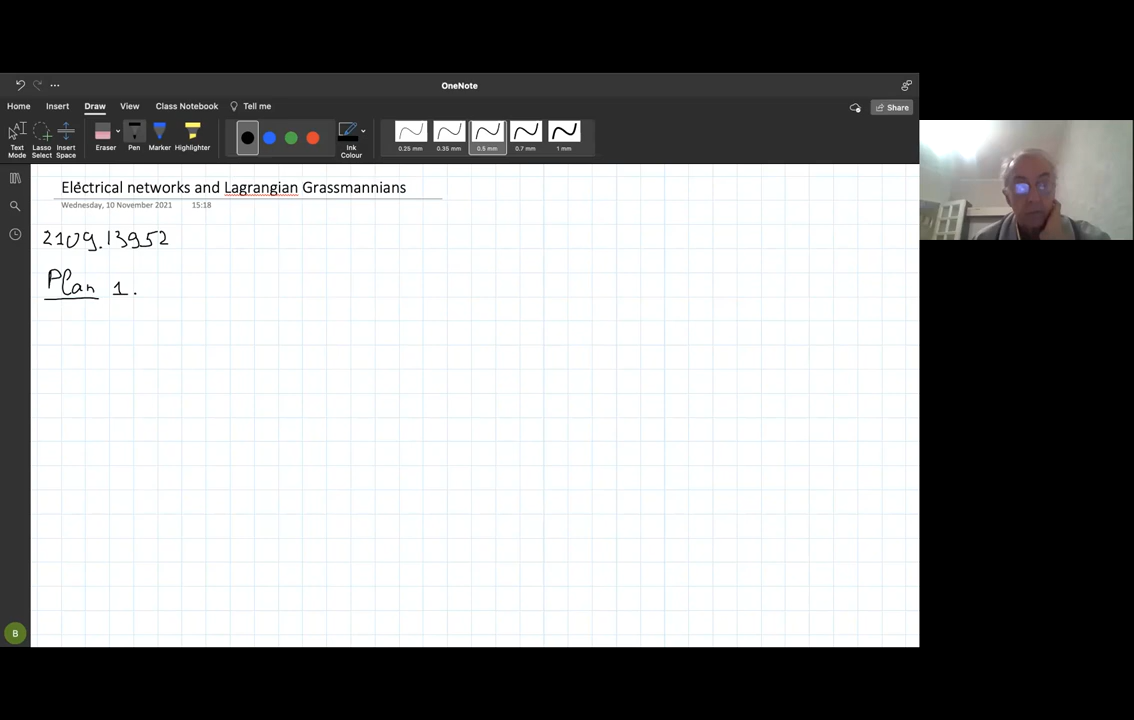 OneNote
Home Insert Draw View Class Notebook Tell me
Share
Text Mode
Lasso Select
Insert Space
Eraser
Pen
Marker
Highlighter
Ink Colour
0.25 mm
0.35 mm
0.5 mm
0.7 mm
1 mm
Electrical networks and Lagrangian Grassmannians
Wednesday, 10 November 2021 15:18
2109.13952
Plan 1.
B